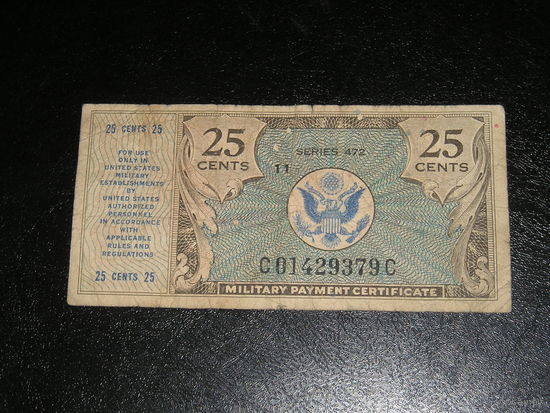 25 CENTS 25
FOR USE
ONLY IN
UNITED STATES
MILITARY
ESTABLISHMENTS
BY
UNITED STATES
AUTHORIZED
PERSONNEL
IN ACCORDANCE
WITH
APPLICABLE
RULES AND
REGULATIONS
25 CENTS 25
25
CENTS
SERIES 472
11
25
CENTS
C01429379C
MILITARY PAYMENT CERTIFICATE